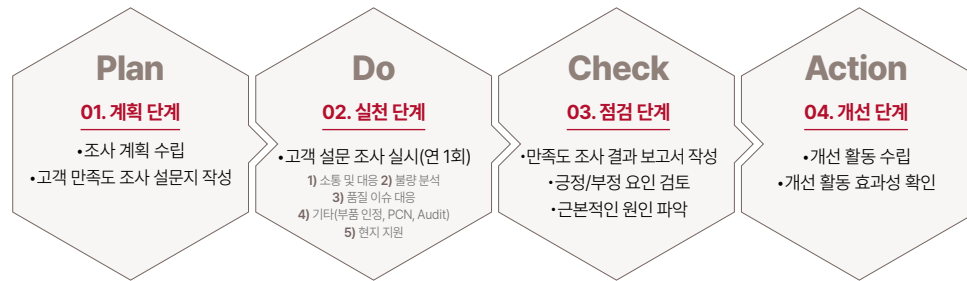 Plan
01. 계획 단계
•조사 계획 수립
•고객 만족도 조사 설문지 작성
Do
02. 실천 단계
•고객 설문 조사 실시(연 1회)
1) 소통 및 대응 2) 불량 분석
3) 품질 이슈 대응
4) 기타(부품 인정, PCN, Audit)
5) 현지 지원
Check
03. 점검 단계
•만족도 조사 결과 보고서 작성
•긍정/부정 요인 검토
•근본적인 원인 파악
Action
04. 개선 단계
•개선 활동 수립
•개선 활동 효과성 확인